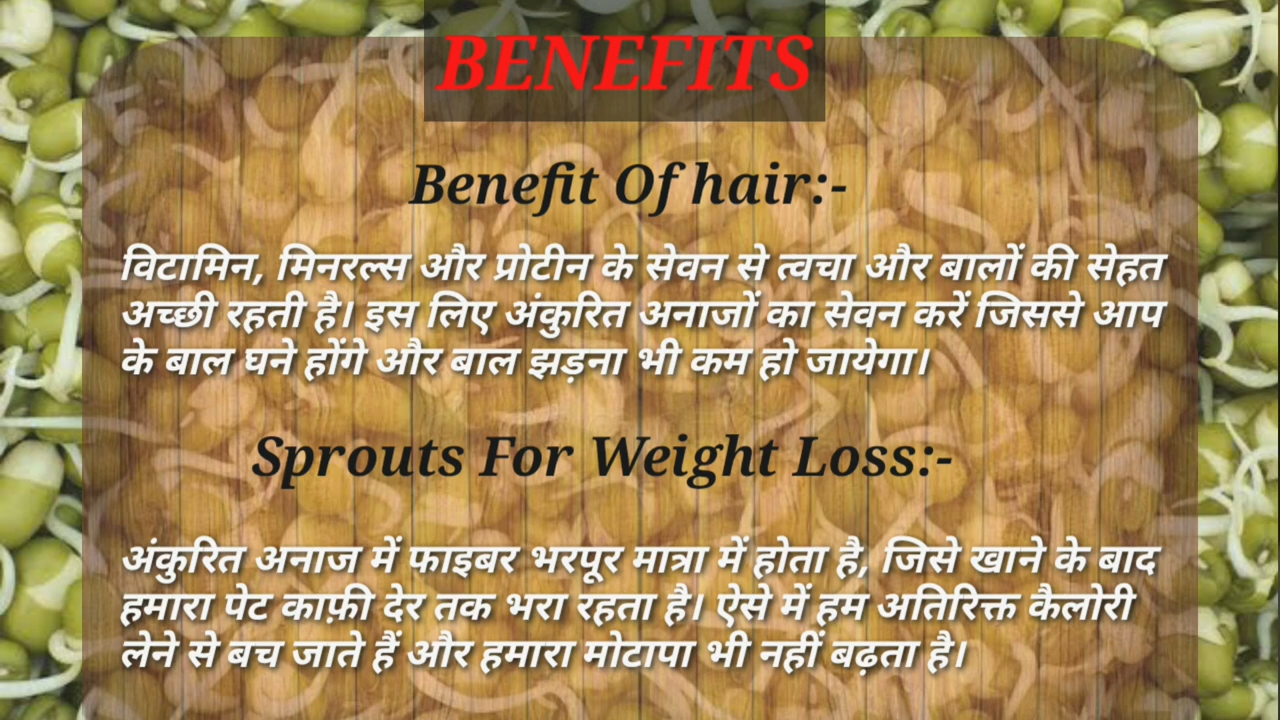 BENEFITS
Benefit Of hair:-
विटामिन, मिनरल्स और प्रोटीन के सेवन से त्वचा और बालों की सेहत
अच्छी रहती है। इस लिए अंकुरित अनाजों का सेवन करें जिससे आप
के बाल घने होंगे और बाल झड़ना भी कम हो जायेगा।
Sprouts For Weight Loss:-
अंकुरित अनाज में फाइबर भरपूर मात्रा में होता है, जिसे खाने के बाद
हमारा पेट काफ़ी देर तक भरा रहता है। ऐसे में हम अतिरिक्त कैलोरी
लेने से बच जाते हैं और हमारा मोटापा भी नहीं बढ़ता है।